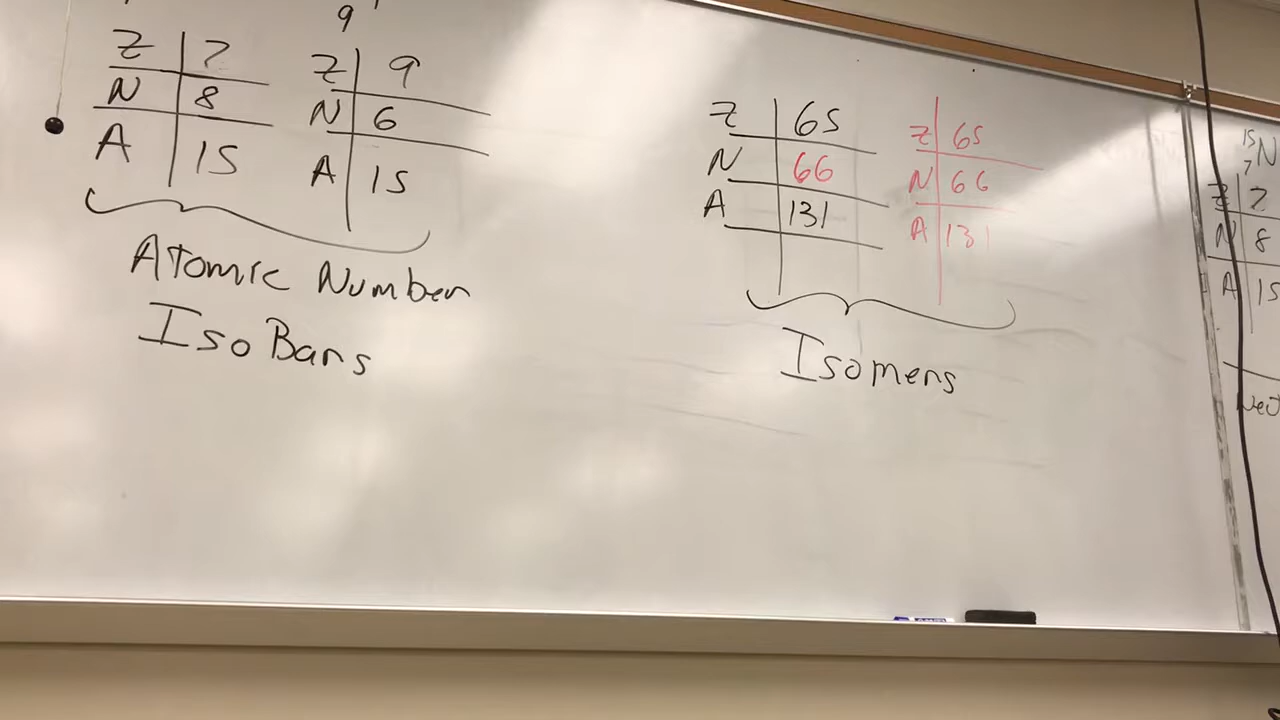 9
Z 7
N 8
A 15
Z 9
N 6
A 15
Atomic Number
IsoBars
Z 65
N 66
A 131
Z 65
N 66
A 131
Isomers
15
7 N
Z 7
N 8
A 15